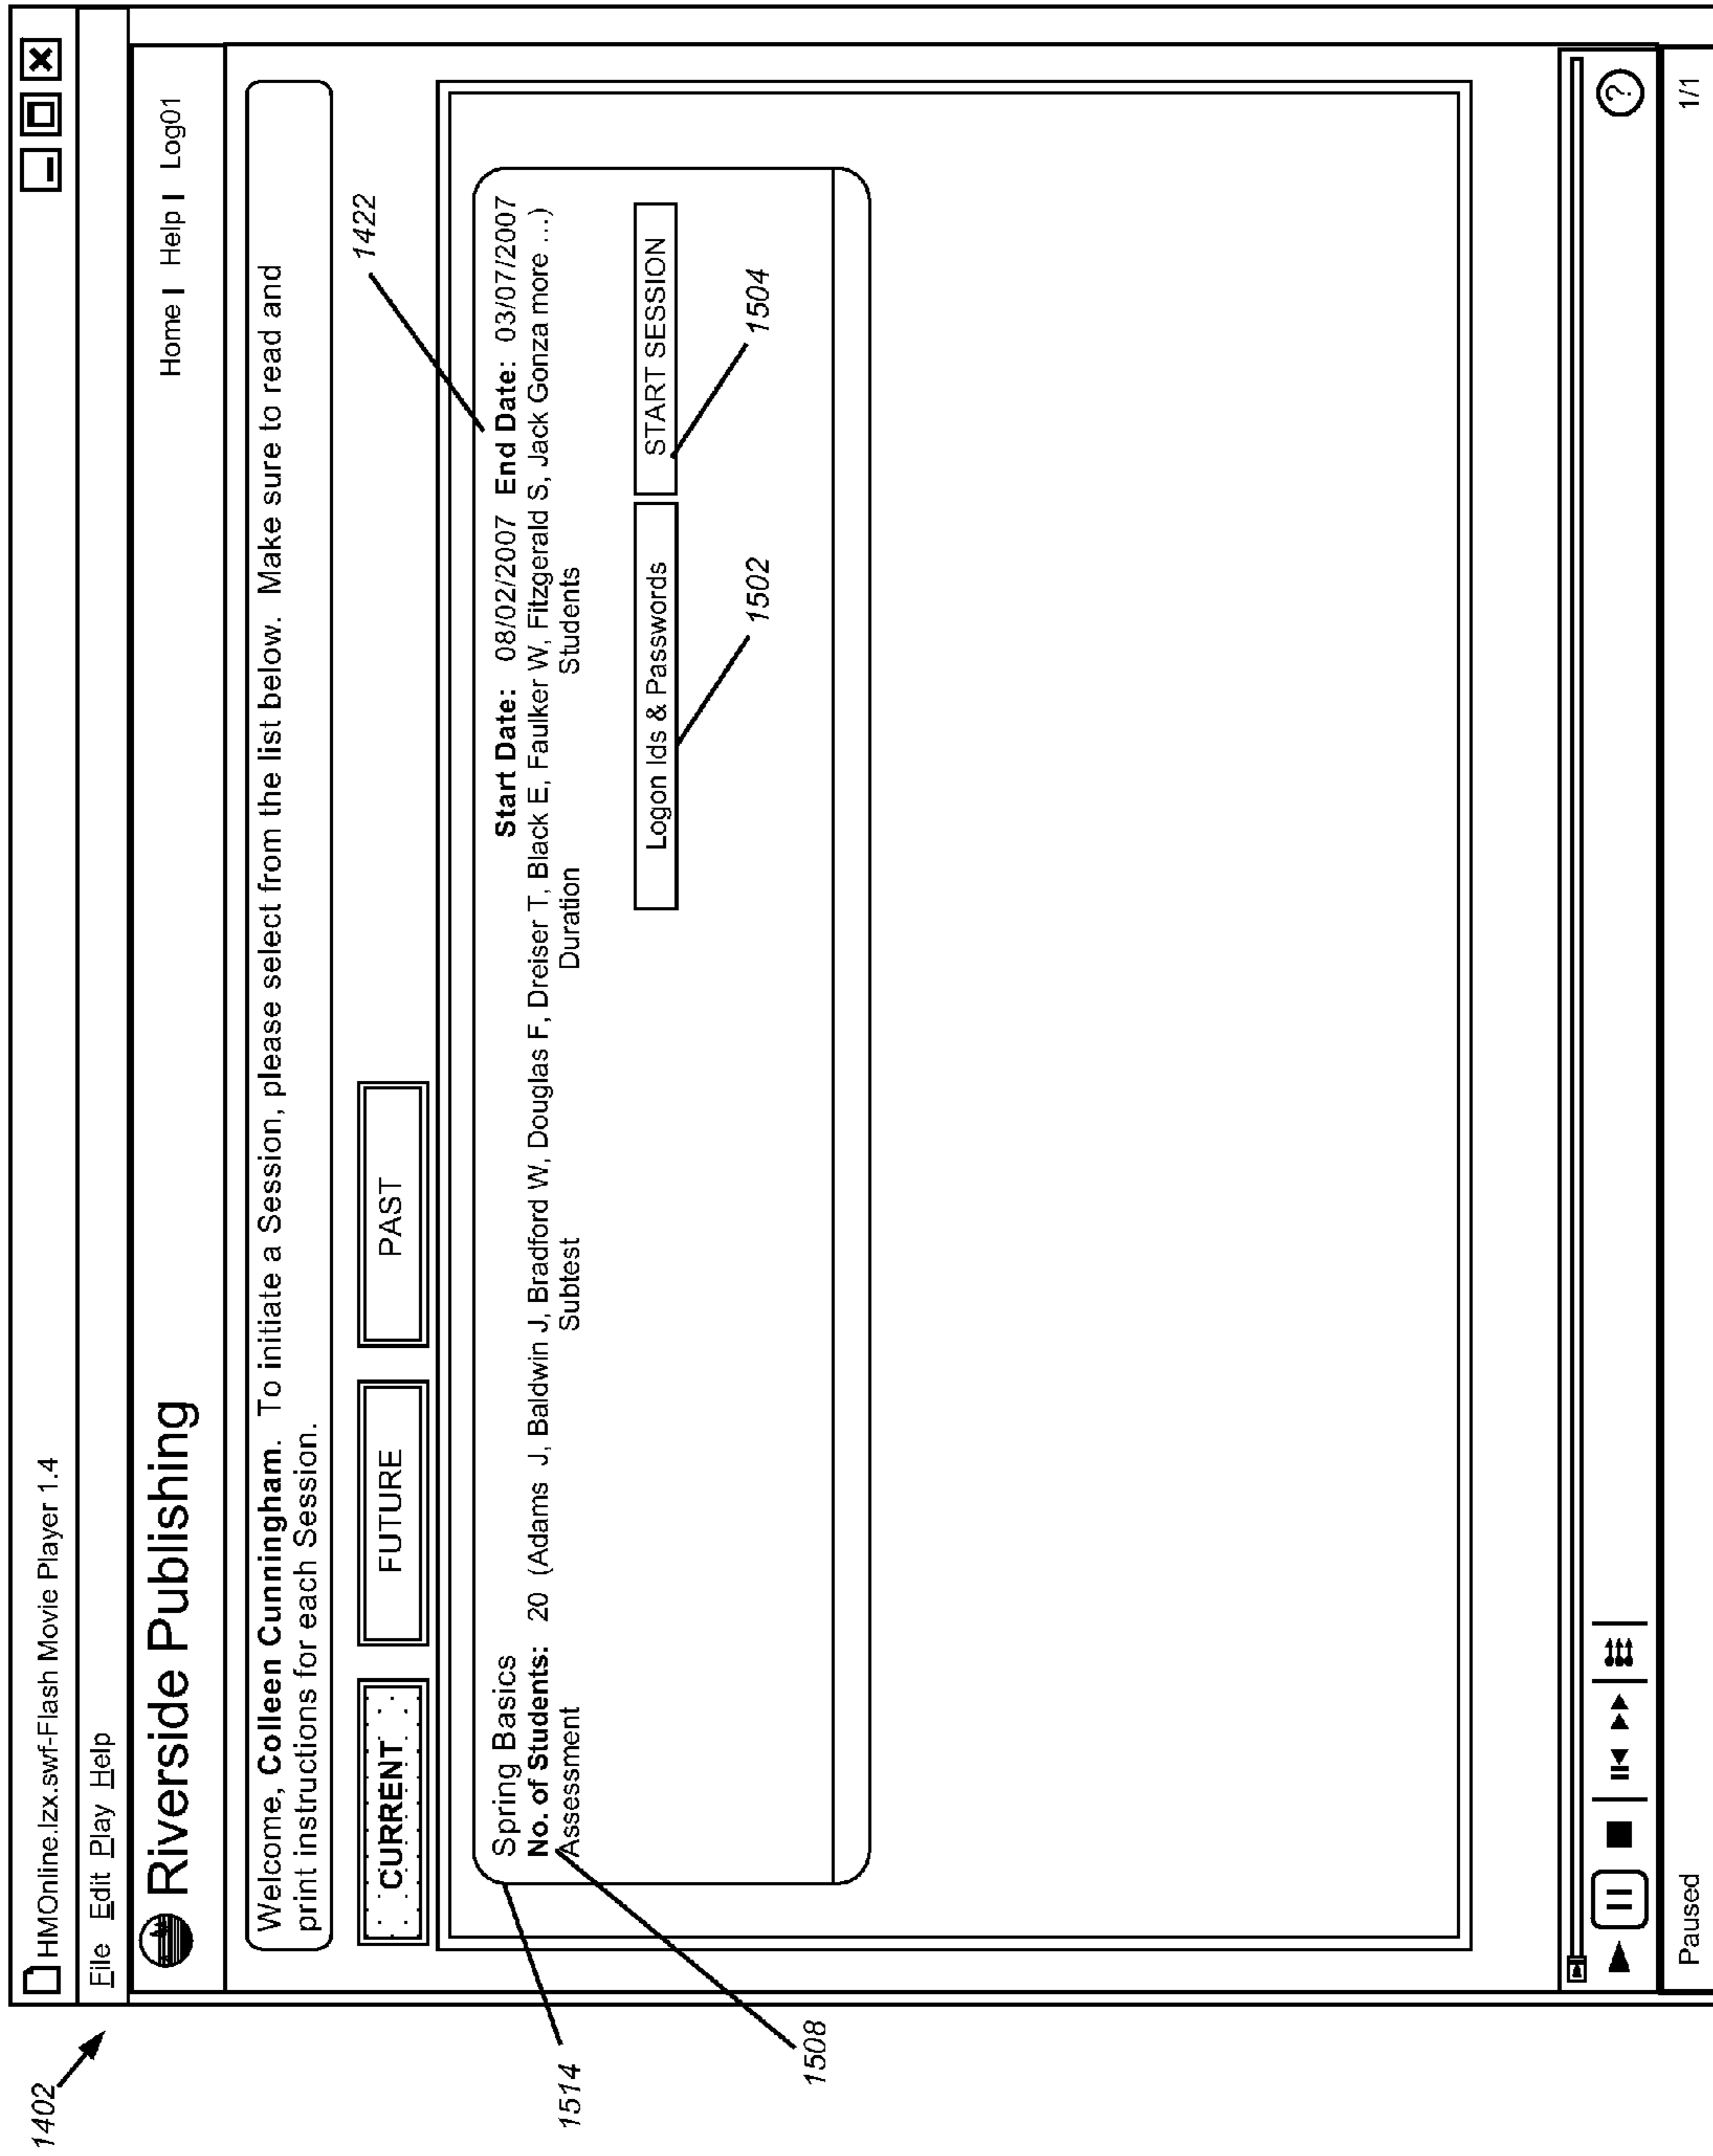 1402
HMOnline.lzx.swf-Flash Movie Player 1.4
File Edit Play Help
Riverside Publishing
Home | Help | Log01
Welcome, Colleen Cunningham. To initiate a Session, please select from the list below. Make sure to read and
print instructions for each Session.
CURRENT FUTURE PAST
1422
Spring Basics Start Date: 08/02/2007 End Date: 03/07/2007
No. of Students: 20 (Adams J, Baldwin J, Bradford W, Douglas F, Dreiser T, Black E, Faulker W, Fitzgerald S, Jack Gonza more ...)
Assessment Subtest Duration Students
1514
Logon Ids & Passwords START SESSION
1508
1502
1504
?
Paused 1/1